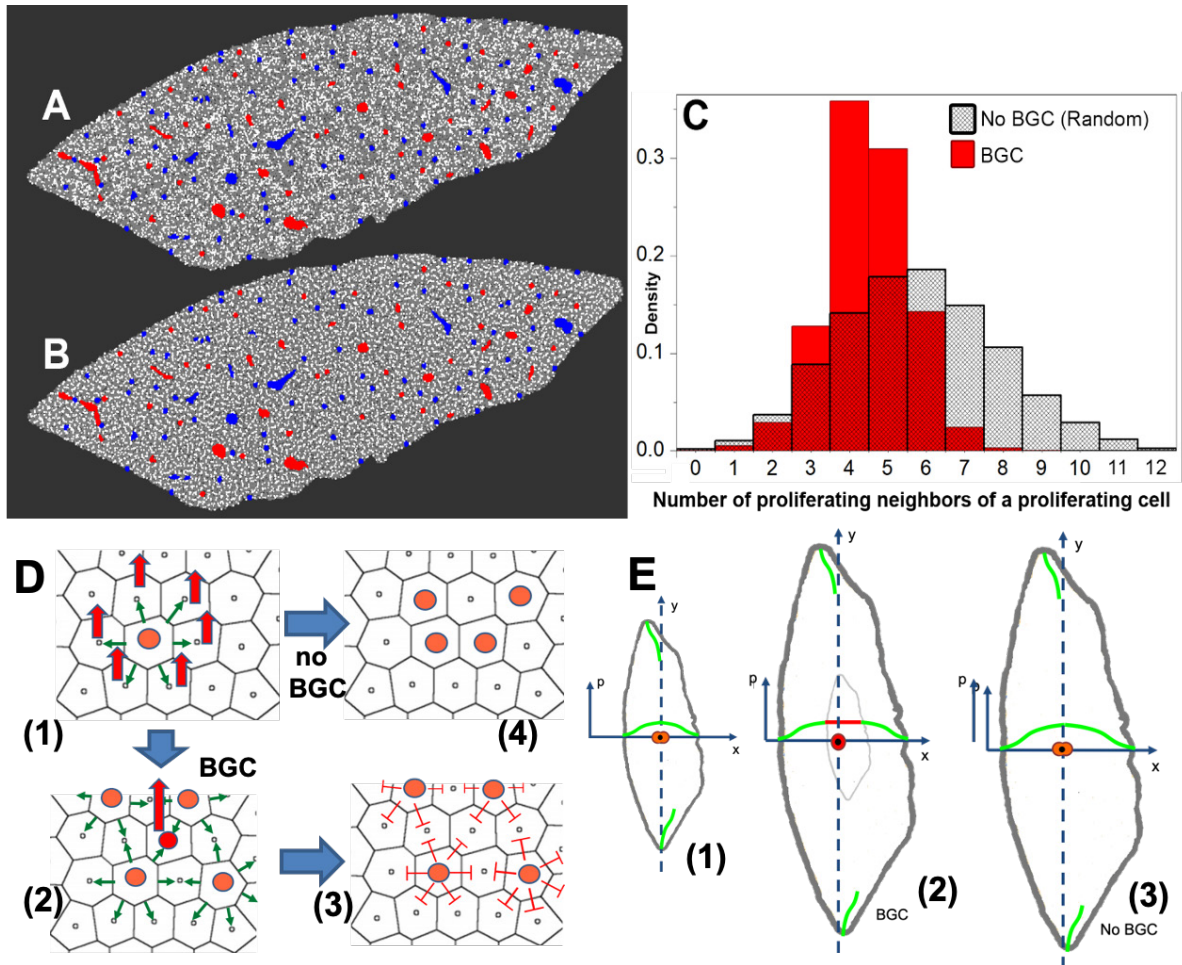 A
B
C
No BGC (Random)
BGC
0.3
0.2
Density
0.1
0.0
0 1 2 3 4 5 6 7 8 9 10 11 12
Number of proliferating neighbors of a proliferating cell
D
no
BGC
(1)
(4)
BGC
(2)
(3)
E
y
p
x
(1)
y
p
x
BGC
(2)
y
p
p
x
(3)
No BGC